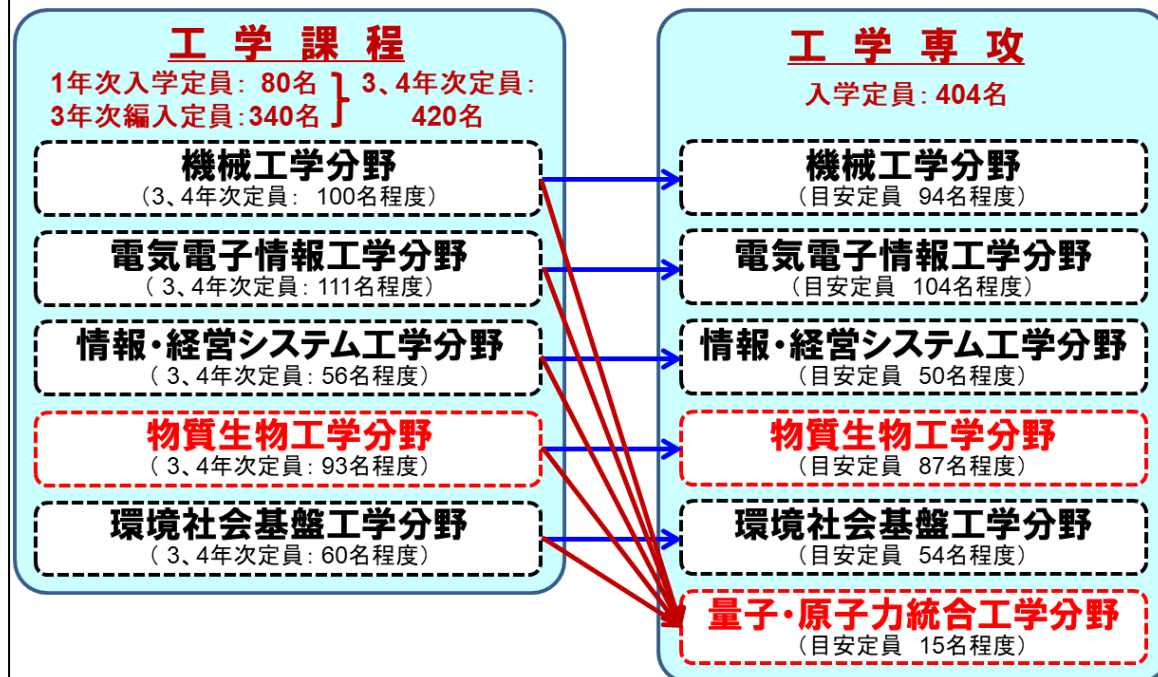 工 学 課 程
1年次入学定員： 80名
3年次編入定員：340名
3、4年次定員：
420名
機械工学分野
（3、4年次定員： 100名程度）
電気電子情報工学分野
（ 3、4年次定員：111名程度）
情報・経営システム工学分野
（ 3、4年次定員：56名程度）
物質生物工学分野
（ 3、4年次定員：93名程度）
環境社会基盤工学分野
（ 3、4年次定員：60名程度）
工 学 専 攻
入学定員：404名
機械工学分野
（目安定員 94名程度）
電気電子情報工学分野
（目安定員 104名程度）
情報・経営システム工学分野
（目安定員 50名程度）
物質生物工学分野
（目安定員 87名程度）
環境社会基盤工学分野
（目安定員 54名程度）
量子・原子力統合工学分野
（目安定員 15名程度）